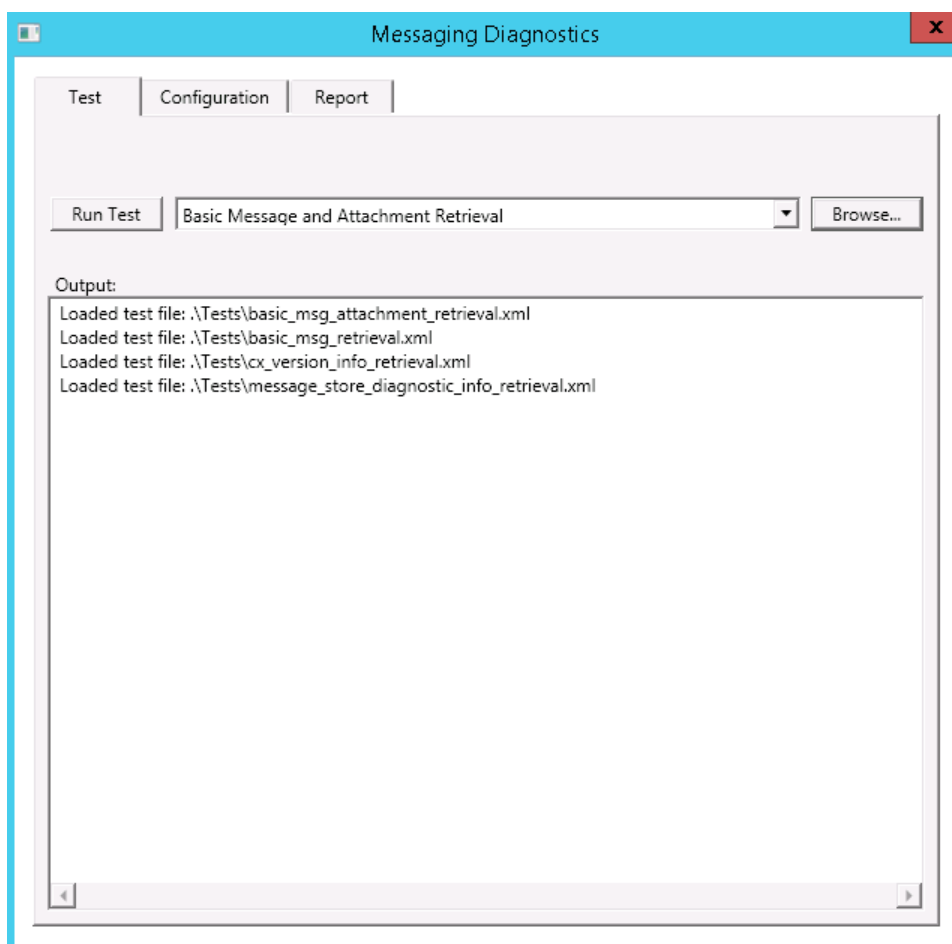 Messaging Diagnostics
x
Test Configuration Report
Run Test Basic Message and Attachment Retrieval Browse...
Output:
Loaded test file: .\Tests\basic_msg_attachment_retrieval.xml
Loaded test file: .\Tests\basic_msg_retrieval.xml
Loaded test file: .\Tests\cx_version_info_retrieval.xml
Loaded test file: .\Tests\message_store_diagnostic_info_retrieval.xml